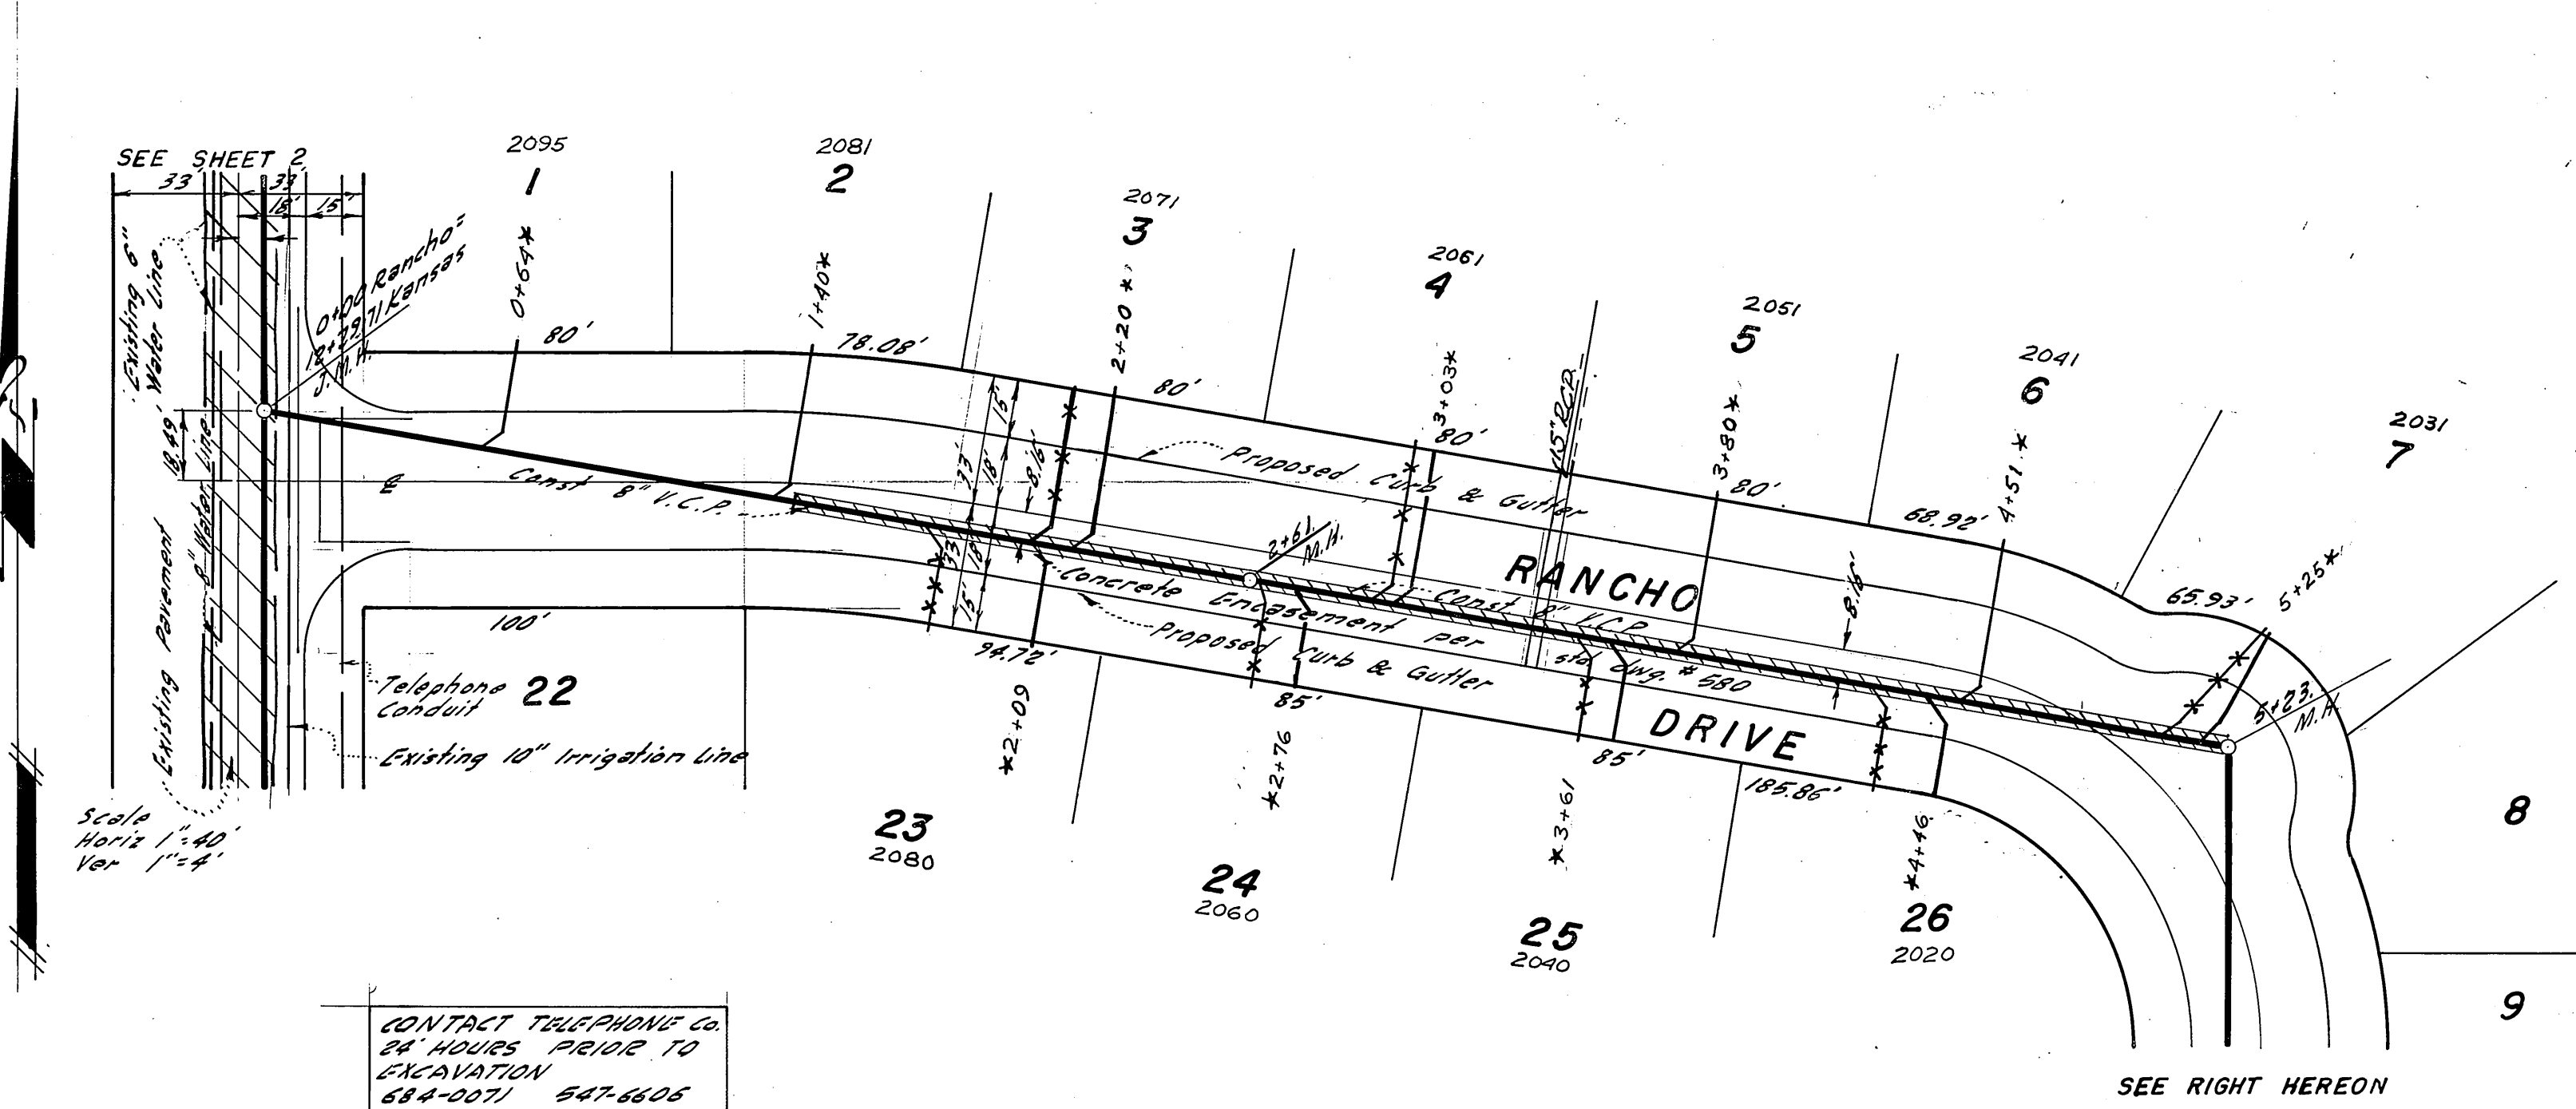 SEE SHEET 2
33'
33'
18'
15'
Existing 6"
Water Line
0+00 Rancho=
J.M.H.
18.49'
8" Water Line
Existing Pavement
2095
1
0+64*
80'
2081
2
1+40*
78.08'
2071
3
2+20*
80'
2061
4
3+03*
80'
15" RCP
2051
5
3+80*
80'
2041
6
4+51*
68.92'
2031
7
65.93'
5+25*
℄
Const 8" V.C.P.
33'
18'
15'
8.16'
33'
18'
15'
Proposed Curb & Gutter
2+61
M.H.
RANCHO
Const 8" V.C.P.
8.16'
Concrete Encasement per
std dwg. # 580
Proposed Curb & Gutter
DRIVE
5+23
M.H.
100'
94.72'
85'
85'
185.86'
Telephone
Conduit
22
Existing 10" Irrigation Line
*2+09
*2+76
*3+61
*4+46
Scale
Horiz 1"=40'
Ver 1"=4'
23
2080
24
2060
25
2040
26
2020
8
9
CONTACT TELEPHONE Co.
24 HOURS PRIOR TO
EXCAVATION
684-0071 547-6605
SEE RIGHT HEREON